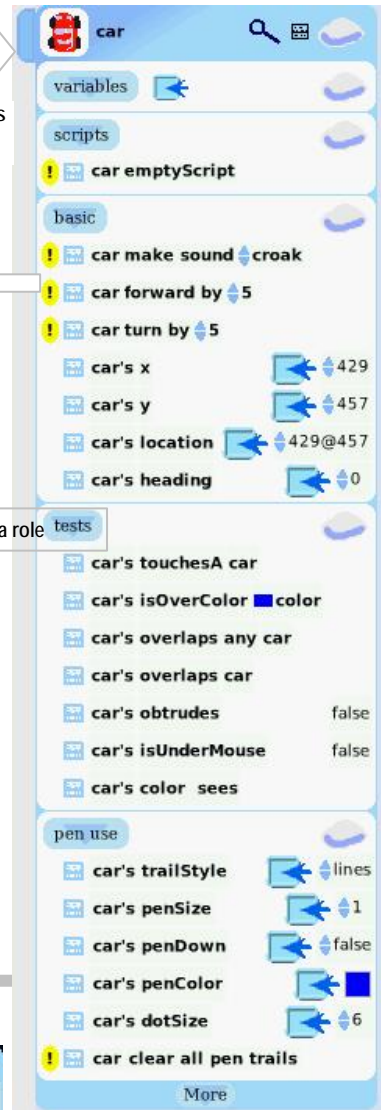 car
variables
s
scripts
! car emptyScript
basic
! car make sound croak
! car forward by 5
! car turn by 5
car's x 429
car's y 457
car's location 429@457
car's heading 0
a role tests
car's touchesA car
car's isOverColor color
car's overlaps any car
car's overlaps car
car's obtrudes false
car's isUnderMouse false
car's color sees
pen use
car's trailStyle lines
car's penSize 1
car's penDown false
car's penColor
car's dotSize 6
! car clear all pen trails
More